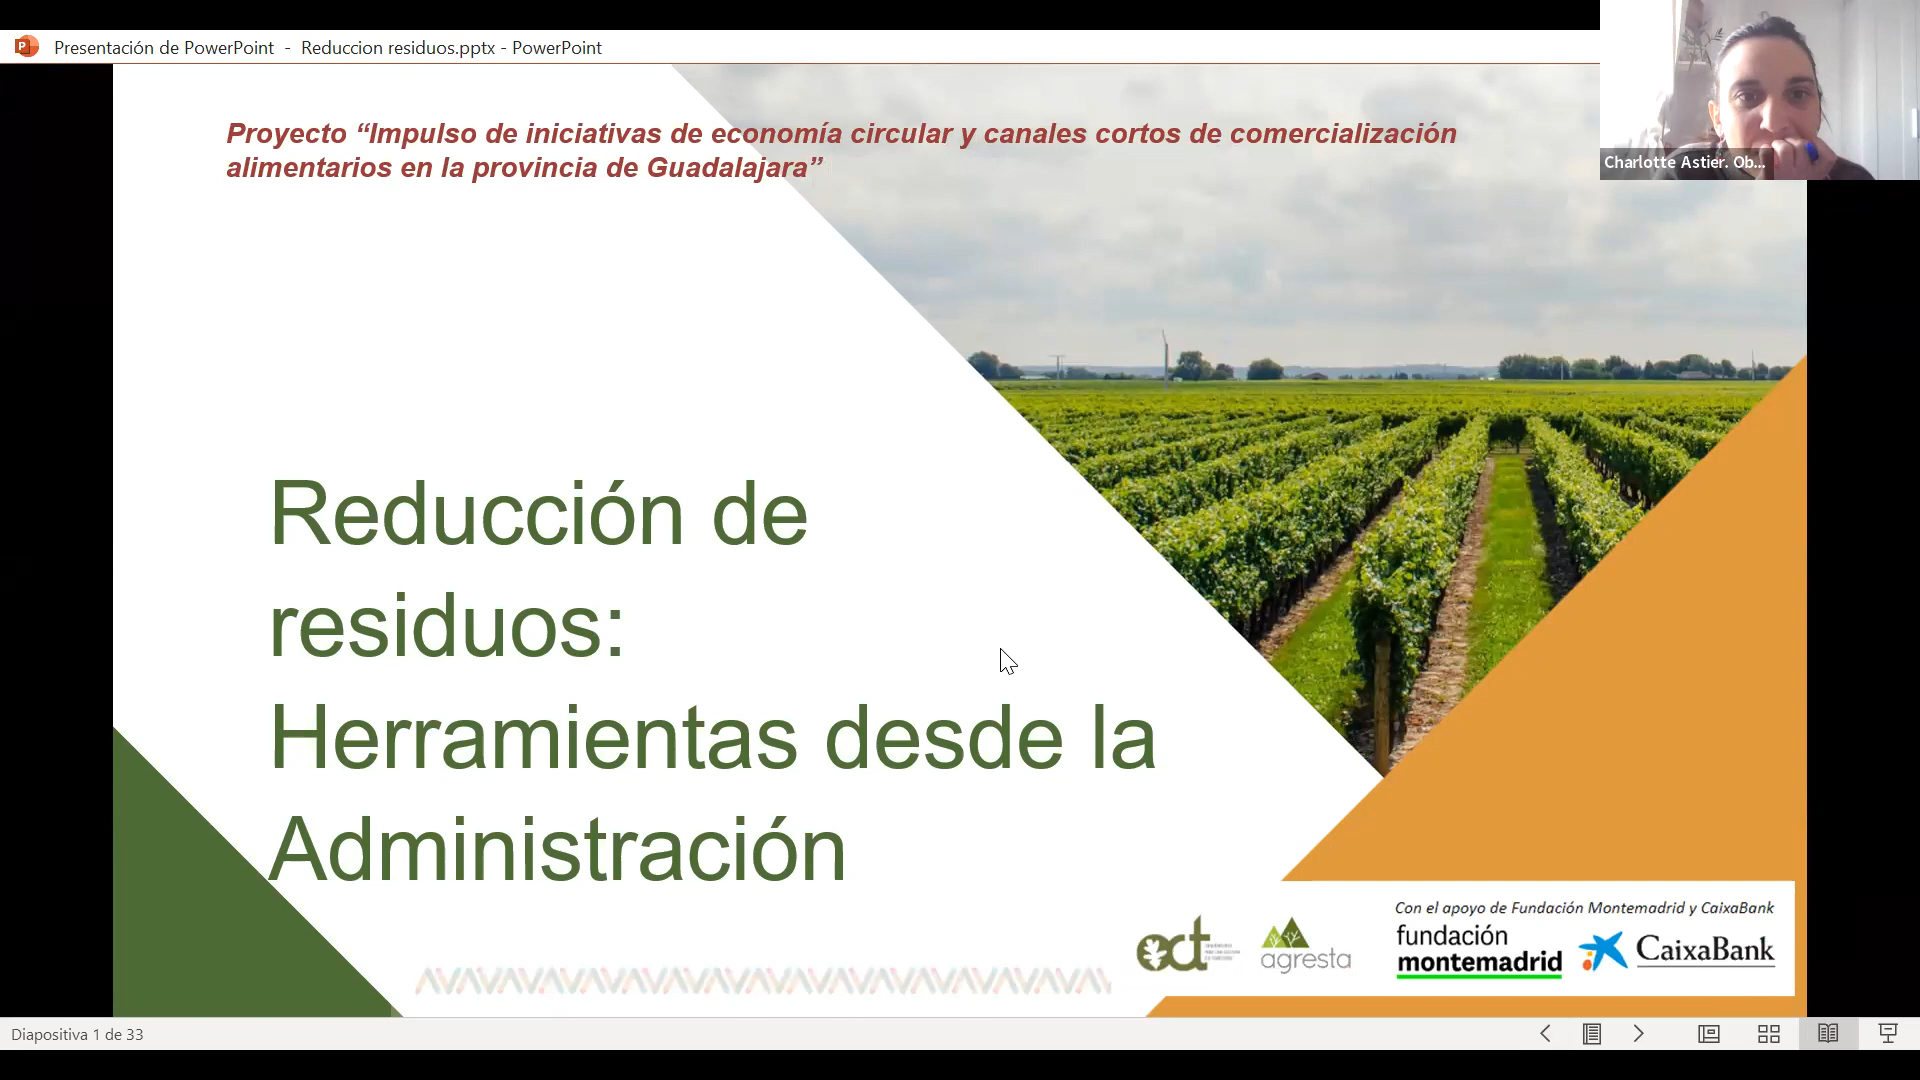 Presentación de PowerPoint - Reduccion residuos.pptx - PowerPoint
Charlotte Astier. Ob...
Proyecto “Impulso de iniciativas de economía circular y canales cortos de comercialización
alimentarios en la provincia de Guadalajara”
Reducción de
residuos:
Herramientas desde la
Administración
Con el apoyo de Fundación Montemadrid y CaixaBank
agresta
fundación
montemadrid
CaixaBank
Diapositiva 1 de 33